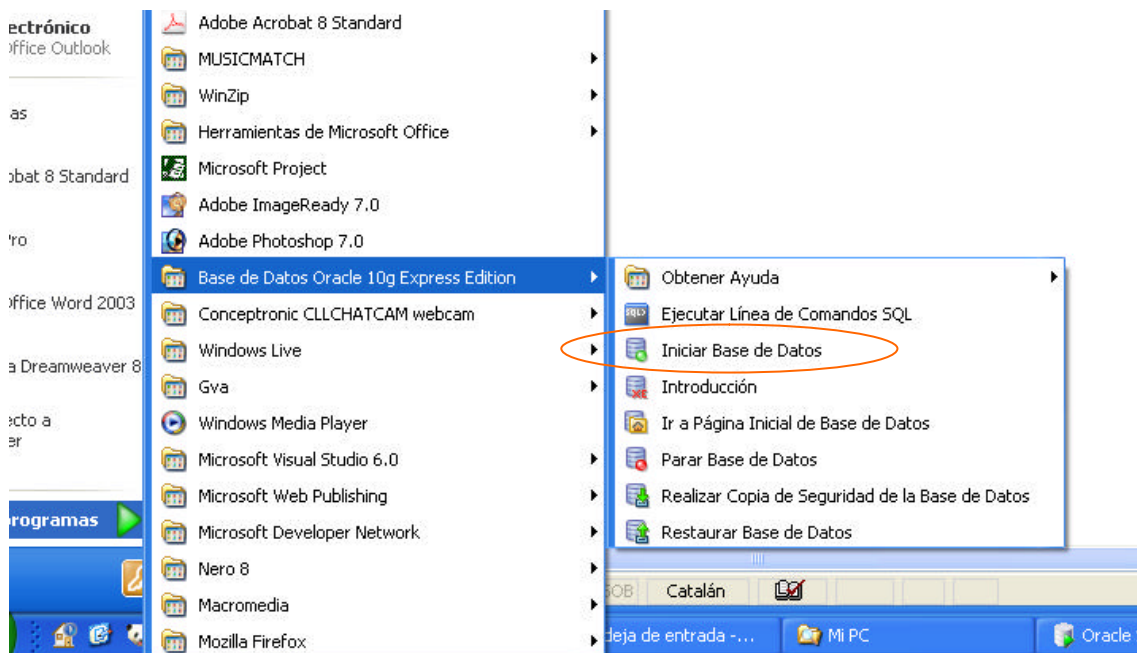 ectrónico
Office Outlook
as
obat 8 Standard
Pro
Office Word 2003
a Dreamweaver 8
ecto a
er
programas
Adobe Acrobat 8 Standard
MUSICMATCH
WinZip
Herramientas de Microsoft Office
Microsoft Project
Adobe ImageReady 7.0
Adobe Photoshop 7.0
Base de Datos Oracle 10g Express Edition
Conceptronic CLLCHATCAM webcam
Windows Live
Gva
Windows Media Player
Microsoft Visual Studio 6.0
Microsoft Web Publishing
Microsoft Developer Network
Nero 8
Macromedia
Mozilla Firefox
Obtener Ayuda
Ejecutar Línea de Comandos SQL
Iniciar Base de Datos
Introducción
Ir a Página Inicial de Base de Datos
Parar Base de Datos
Realizar Copia de Seguridad de la Base de Datos
Restaurar Base de Datos
SOB Catalán
deja de entrada -... Mi PC Oracle